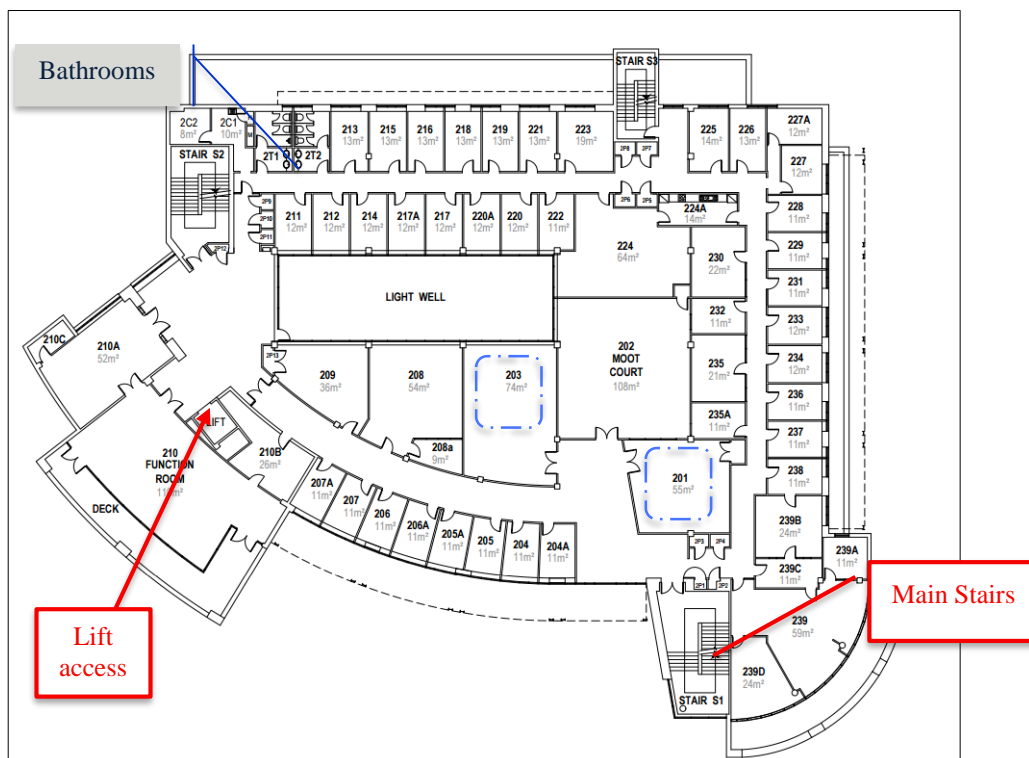 Bathrooms
STAIR S3
2C2
8m²
2C1
10m²
M
2T1
2T2
213
13m²
215
13m²
216
13m²
218
13m²
219
13m²
221
13m²
223
19m²
2P8
2P7
225
14m²
226
13m²
227A
12m²
STAIR S2
227
12m²
2P9
2P10
2P11
2P12
211
12m²
212
12m²
214
12m²
217A
12m²
217
12m²
220A
12m²
220
12m²
222
11m²
2P6
2P5
224A
14m²
228
11m²
224
64m²
230
22m²
229
11m²
LIGHT WELL
231
11m²
232
11m²
233
12m²
210C
210A
52m²
2P13
209
36m²
208
54m²
203
74m²
202
MOOT
COURT
108m²
235
21m²
234
12m²
236
11m²
235A
11m²
237
11m²
LIFT
208a
9m²
210
FUNCTION
ROOM
210B
26m²
201
55m²
238
11m²
DECK
207A
11m²
207
11m²
206
11m²
206A
11m²
205A
11m²
205
11m²
204
11m²
204A
11m²
239B
24m²
2P3
2P4
239A
11m²
239C
11m²
2P1
2P2
Main Stairs
Lift
access
239
59m²
239D
24m²
STAIR S1